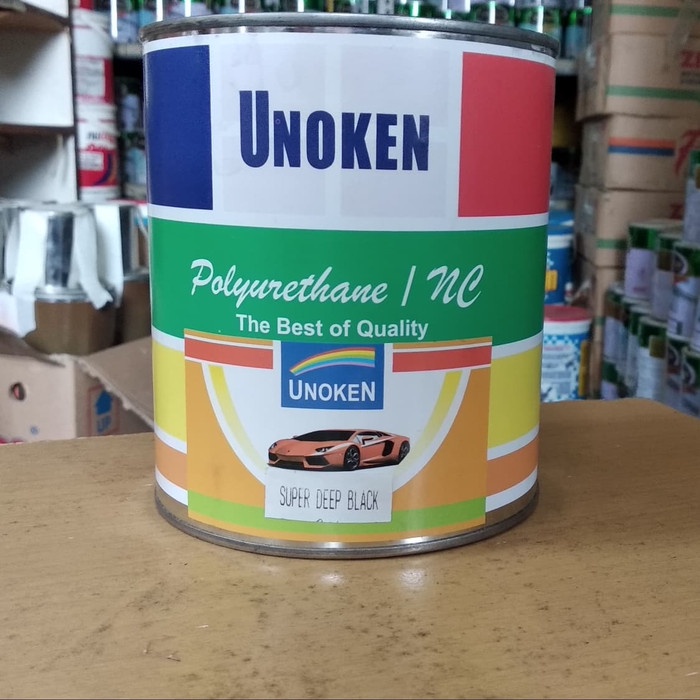 UNOKEN
Polyurethane / NC
The Best of Quality
UNOKEN
SUPER DEEP BLACK